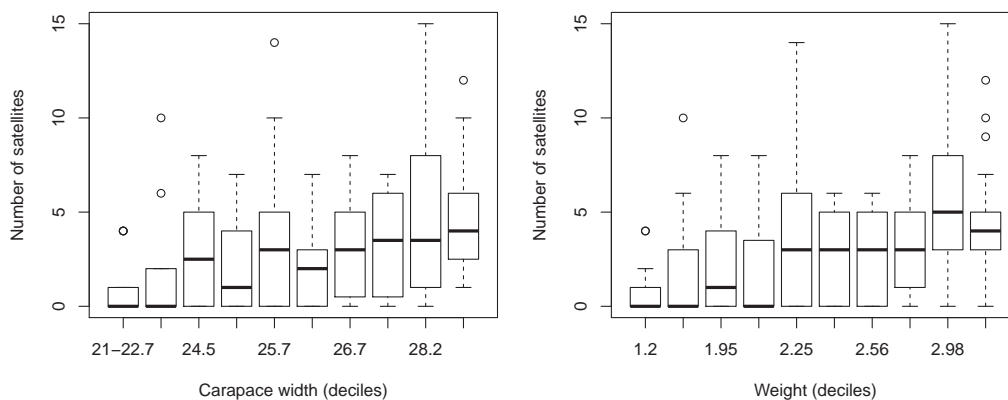 15
10
5
0
Number of satellites
21−22.7 24.5 25.7 26.7 28.2
Carapace width (deciles)
15
10
5
0
Number of satellites
1.2 1.95 2.25 2.56 2.98
Weight (deciles)